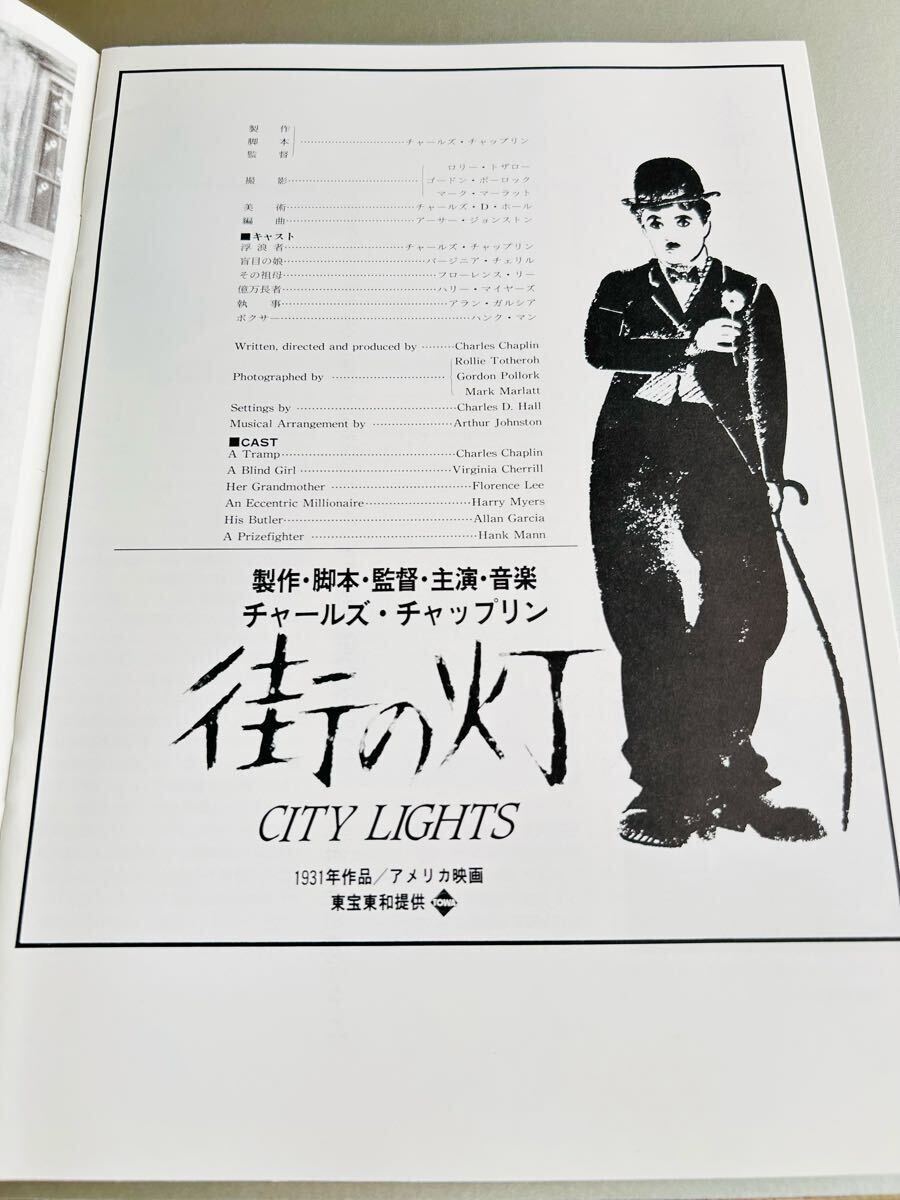 製作
脚本……………………チャールズ・チャップリン
監督
ロリー・トザロー
撮影……………………ゴードン・ポーロック
マーク・マーラット
美術……………………チャールズ・D・ホール
編曲……………………アーサー・ジョンストン
■キャスト
浮浪者……………………チャールズ・チャップリン
盲目の娘……………………バージニア・チェリル
その祖母……………………フローレンス・リー
億万長者……………………ハリー・マイヤーズ
執事……………………アラン・ガルシア
ボクサー……………………ハンク・マン
Written, directed and produced by ………Charles Chaplin
Rollie Totheroh
Photographed by ……………………Gordon Pollork
Mark Marlatt
Settings by ……………………Charles D. Hall
Musical Arrangement by ……………………Arthur Johnston
■CAST
A Tramp……………………Charles Chaplin
A Blind Girl……………………Virginia Cherrill
Her Grandmother ……………………Florence Lee
An Eccentric Millionaire……………………Harry Myers
His Butler……………………Allan Garcia
A Prizefighter ……………………Hank Mann
製作・脚本・監督・主演・音楽
チャールズ・チャップリン
街の灯
CITY LIGHTS
1931年作品/アメリカ映画
東宝東和提供 TOWA